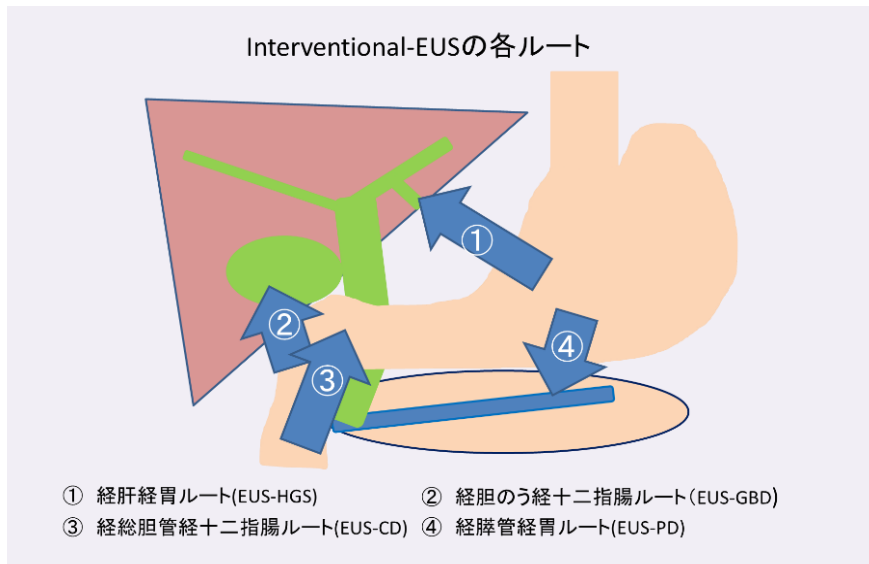 Interventional-EUSの各ルート
①
②
③
④
① 経肝経胃ルート(EUS-HGS) ② 経胆のう経十二指腸ルート(EUS-GBD)
③ 経総胆管経十二指腸ルート(EUS-CD) ④ 経膵管経胃ルート(EUS-PD)